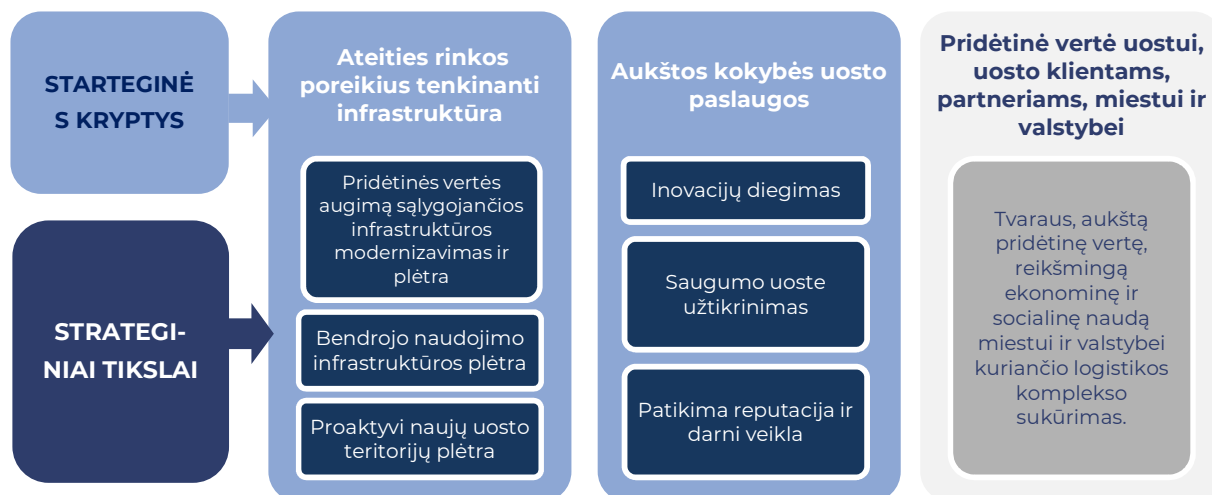 STARTEGINĖ
S KRYPTYS
Ateities rinkos
poreikius tenkinanti
infrastruktūra
Aukštos kokybės uosto
paslaugos
Pridėtinė vertė uostui,
uosto klientams,
partneriams, miestui ir
valstybei
STRATEGI-
NIAI TIKSLAI
Pridėtinės vertės
augimą sąlygojančios
infrastruktūros
modernizavimas ir
plėtra
Bendrojo naudojimo
infrastruktūros plėtra
Proaktyvi naujų uosto
teritorijų plėtra
Inovacijų diegimas
Saugumo uoste
užtikrinimas
Patikima reputacija ir
darni veikla
Tvaraus, aukštą
pridėtinę vertę,
reikšmingą
ekonominę ir
socialinę naudą
miestui ir valstybei
kuriančio logistikos
komplekso
sukūrimas.